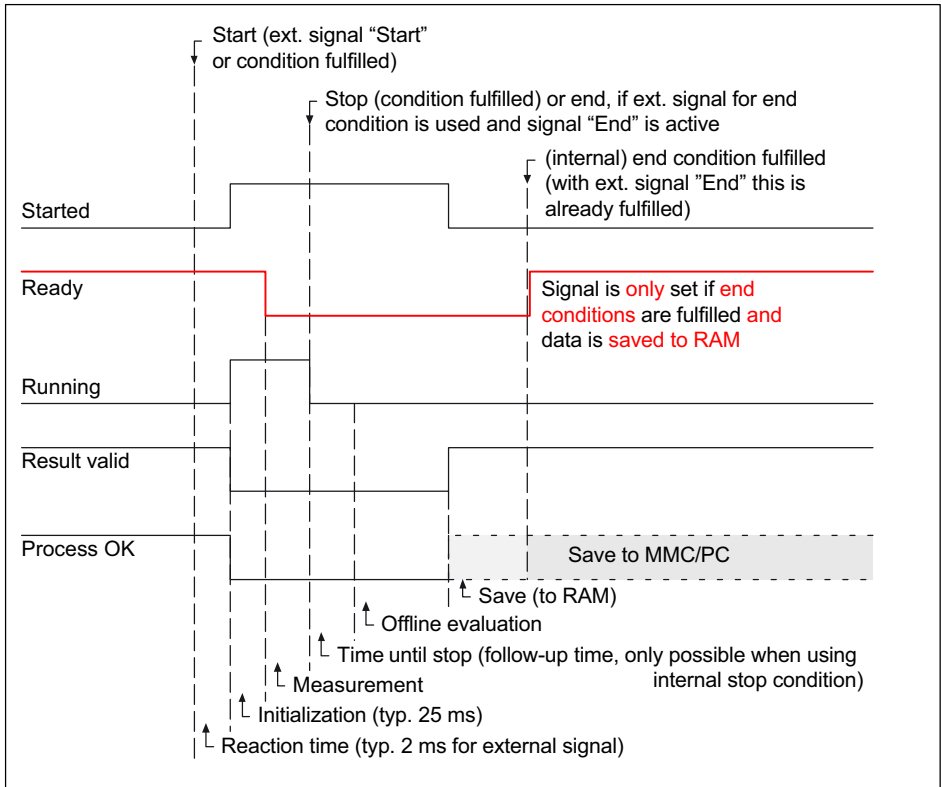 Start (ext. signal “Start”
or condition fulfilled)
Stop (condition fulfilled) or end, if ext. signal for end
condition is used and signal “End” is active
(internal) end condition fulfilled
(with ext. signal ”End” this is
already fulfilled)
Started
Ready
Signal is only set if end
conditions are fulfilled and
data is saved to RAM
Running
Result valid
Process OK
Save to MMC/PC
Save (to RAM)
Offline evaluation
Time until stop (follow-up time, only possible when using
internal stop condition)
Measurement
Initialization (typ. 25 ms)
Reaction time (typ. 2 ms for external signal)